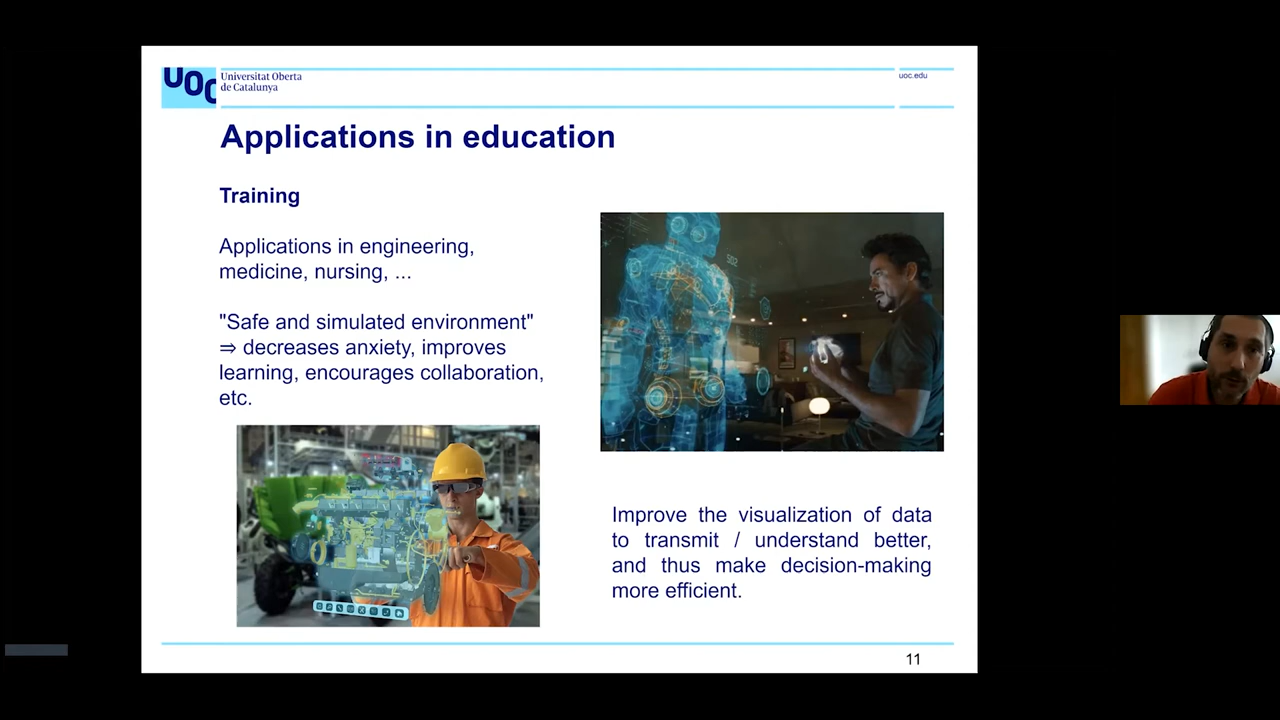 UOC
Universitat Oberta
de Catalunya
uoc.edu
Applications in education
Training
Applications in engineering,
medicine, nursing, ...
"Safe and simulated environment"
⇒ decreases anxiety, improves
learning, encourages collaboration,
etc.
502
Improve the visualization of data
to transmit / understand better,
and thus make decision-making
more efficient.
11